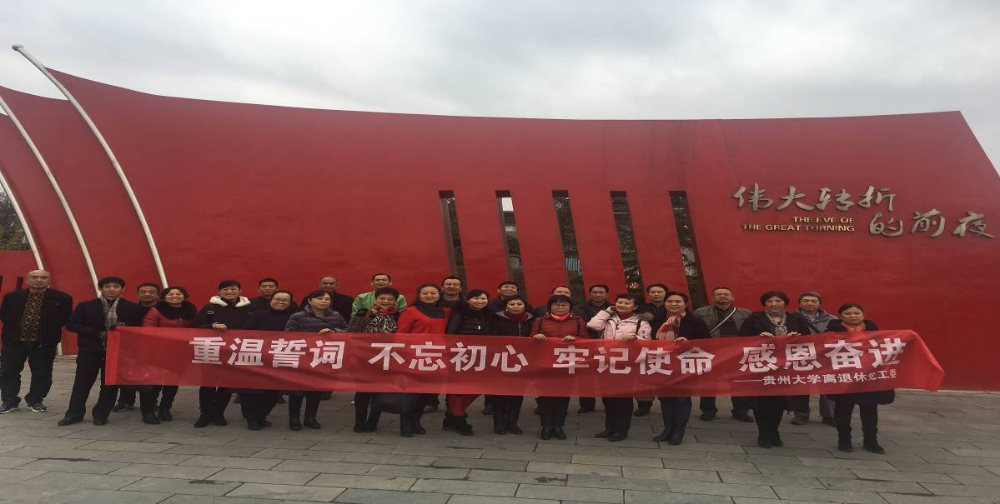 伟大转折
THE EVE OF
THE GREAT TURNING
的前夜
重温誓词 不忘初心 牢记使命 感恩奋进
——贵州大学离退休党工委